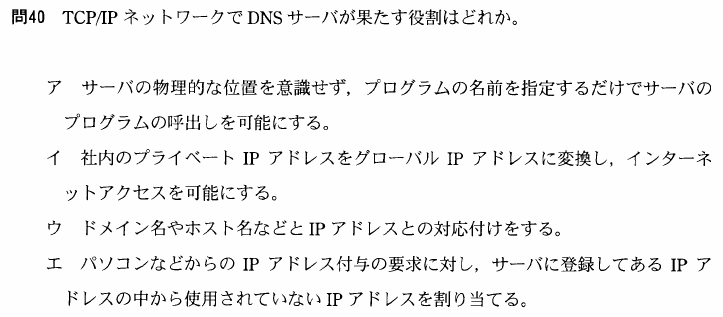 問40 TCP/IP ネットワークで DNS サーバが果たす役割はどれか。
ア サーバの物理的な位置を意識せず，プログラムの名前を指定するだけでサーバの
プログラムの呼出しを可能にする。
イ 社内のプライベート IP アドレスをグローバル IP アドレスに変換し，インターネ
ットアクセスを可能にする。
ウ ドメイン名やホスト名などと IP アドレスとの対応付けをする。
エ パソコンなどからの IP アドレス付与の要求に対し，サーバに登録してある IP ア
ドレスの中から使用されていない IP アドレスを割り当てる。